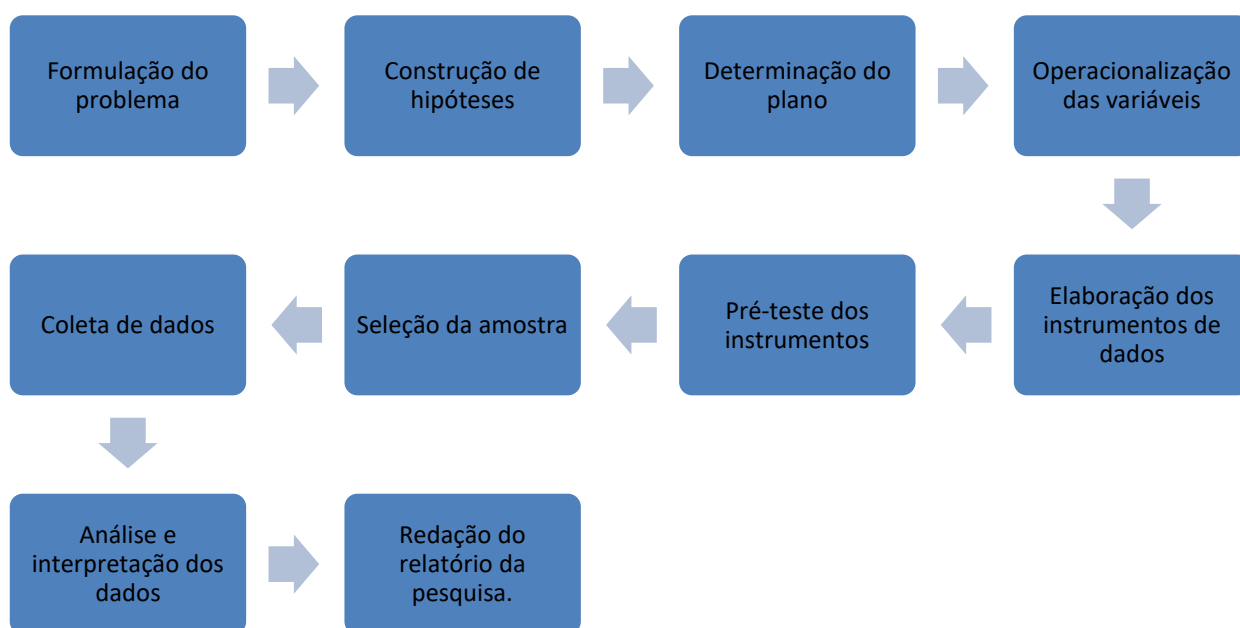 Formulação do
problema
Construção de
hipóteses
Determinação do
plano
Operacionalização
das variáveis
Elaboração dos
instrumentos de
dados
Pré-teste dos
instrumentos
Seleção da amostra
Coleta de dados
Análise e
interpretação dos
dados
Redação do
relatório da
pesquisa.